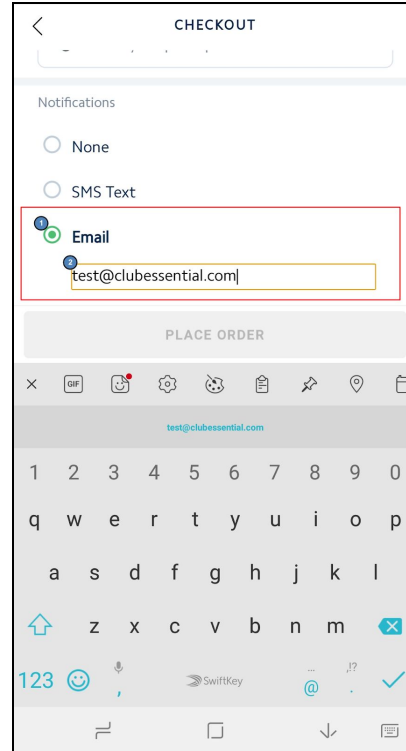 CHECKOUT
Notifications
None
SMS Text
1
Email
2
test@clubessential.com
PLACE ORDER
GIF
test@clubessential.com
1 2 3 4 5 6 7 8 9 0
q w e r t y u i o p
a s d f g h j k l
z x c v b n m
123 , SwiftKey ... @ ,!? .